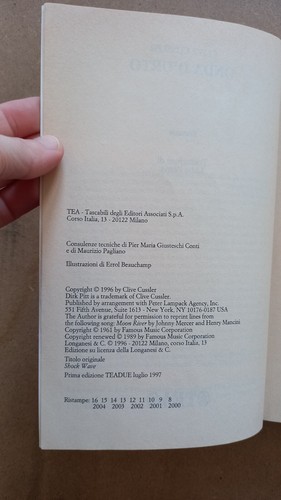 TEA - Tascabili degli Editori Associati S.p.A.
Corso Italia, 13 - 20122 Milano
Consulenze tecniche di Pier Maria Giusteschi Conti
e di Maurizio Pagliano
Illustrazioni di Errol Beauchamp
Copyright © 1996 by Clive Cussler
Dirk Pitt is a trademark of Clive Cussler.
Published by arrangement with Peter Lampack Agency, Inc.
551 Fifth Avenue, Suite 1613 - New York, NY 10176-0187 USA
The Author is grateful for permission to reprint lines from
the following song: Moon River by Johnny Mercer and Henry Mancini
Copyright © 1961 by Famous Music Corporation
Copyright renewed © 1989 by Famous Music Corporation
Longanesi & C. © 1996 - 20122 Milano, corso Italia, 13
Edizione su licenza della Longanesi & C.
Titolo originale
Shock Wave
Prima edizione TEADUE luglio 1997
Ristampe: 16 15 14 13 12 11 10 9 8
2004 2003 2002 2001 2000